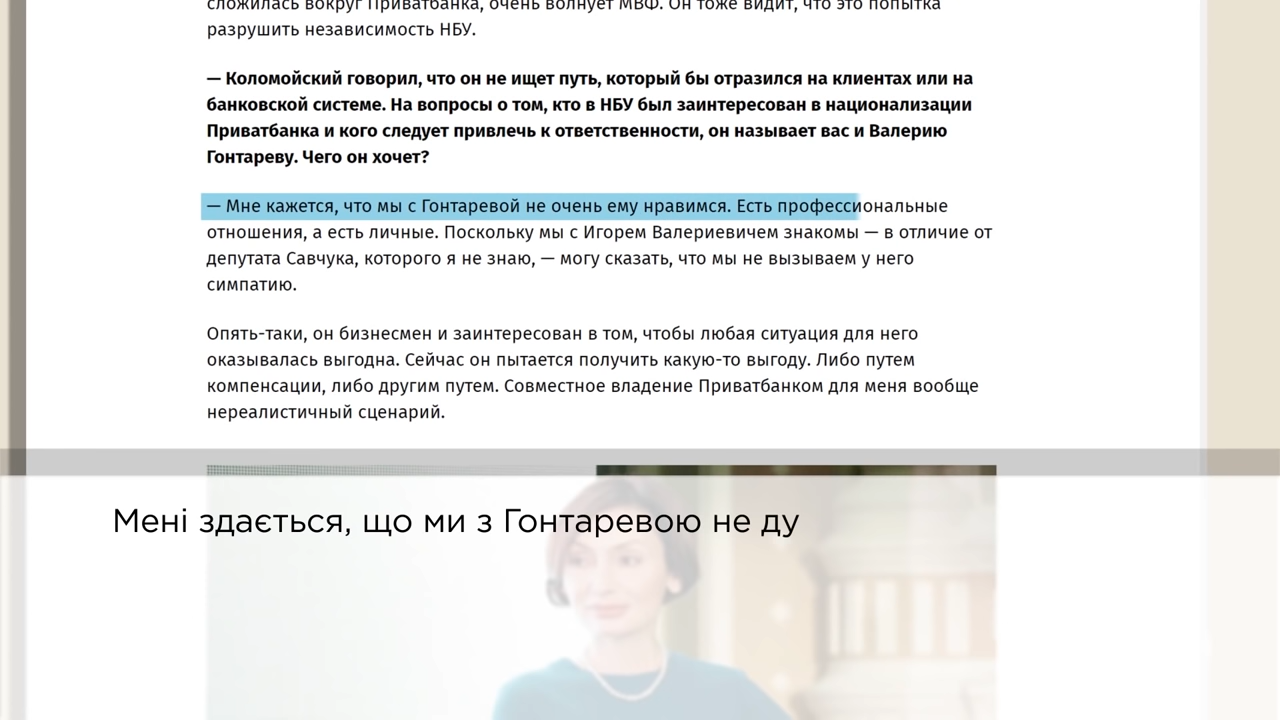 сложилась вокруг Приватбанка, очень волнует МВФ. Он тоже видит, что это попытка
разрушить независимость НБУ.
— Коломойский говорил, что он не ищет путь, который бы отразился на клиентах или на
банковской системе. На вопросы о том, кто в НБУ был заинтересован в национализации
Приватбанка и кого следует привлечь к ответственности, он называет вас и Валерию
Гонтареву. Чего он хочет?
— Мне кажется, что мы с Гонтаревой не очень ему нравимся. Есть профессиональные
отношения, а есть личные. Поскольку мы с Игорем Валериевичем знакомы — в отличие от
депутата Савчука, которого я не знаю, — могу сказать, что мы не вызываем у него
симпатию.
Опять-таки, он бизнесмен и заинтересован в том, чтобы любая ситуация для него
оказывалась выгодна. Сейчас он пытается получить какую-то выгоду. Либо путем
компенсации, либо другим путем. Совместное владение Приватбанком для меня вообще
нереалистичный сценарий.
Мені здається, що ми з Гонтаревою не ду